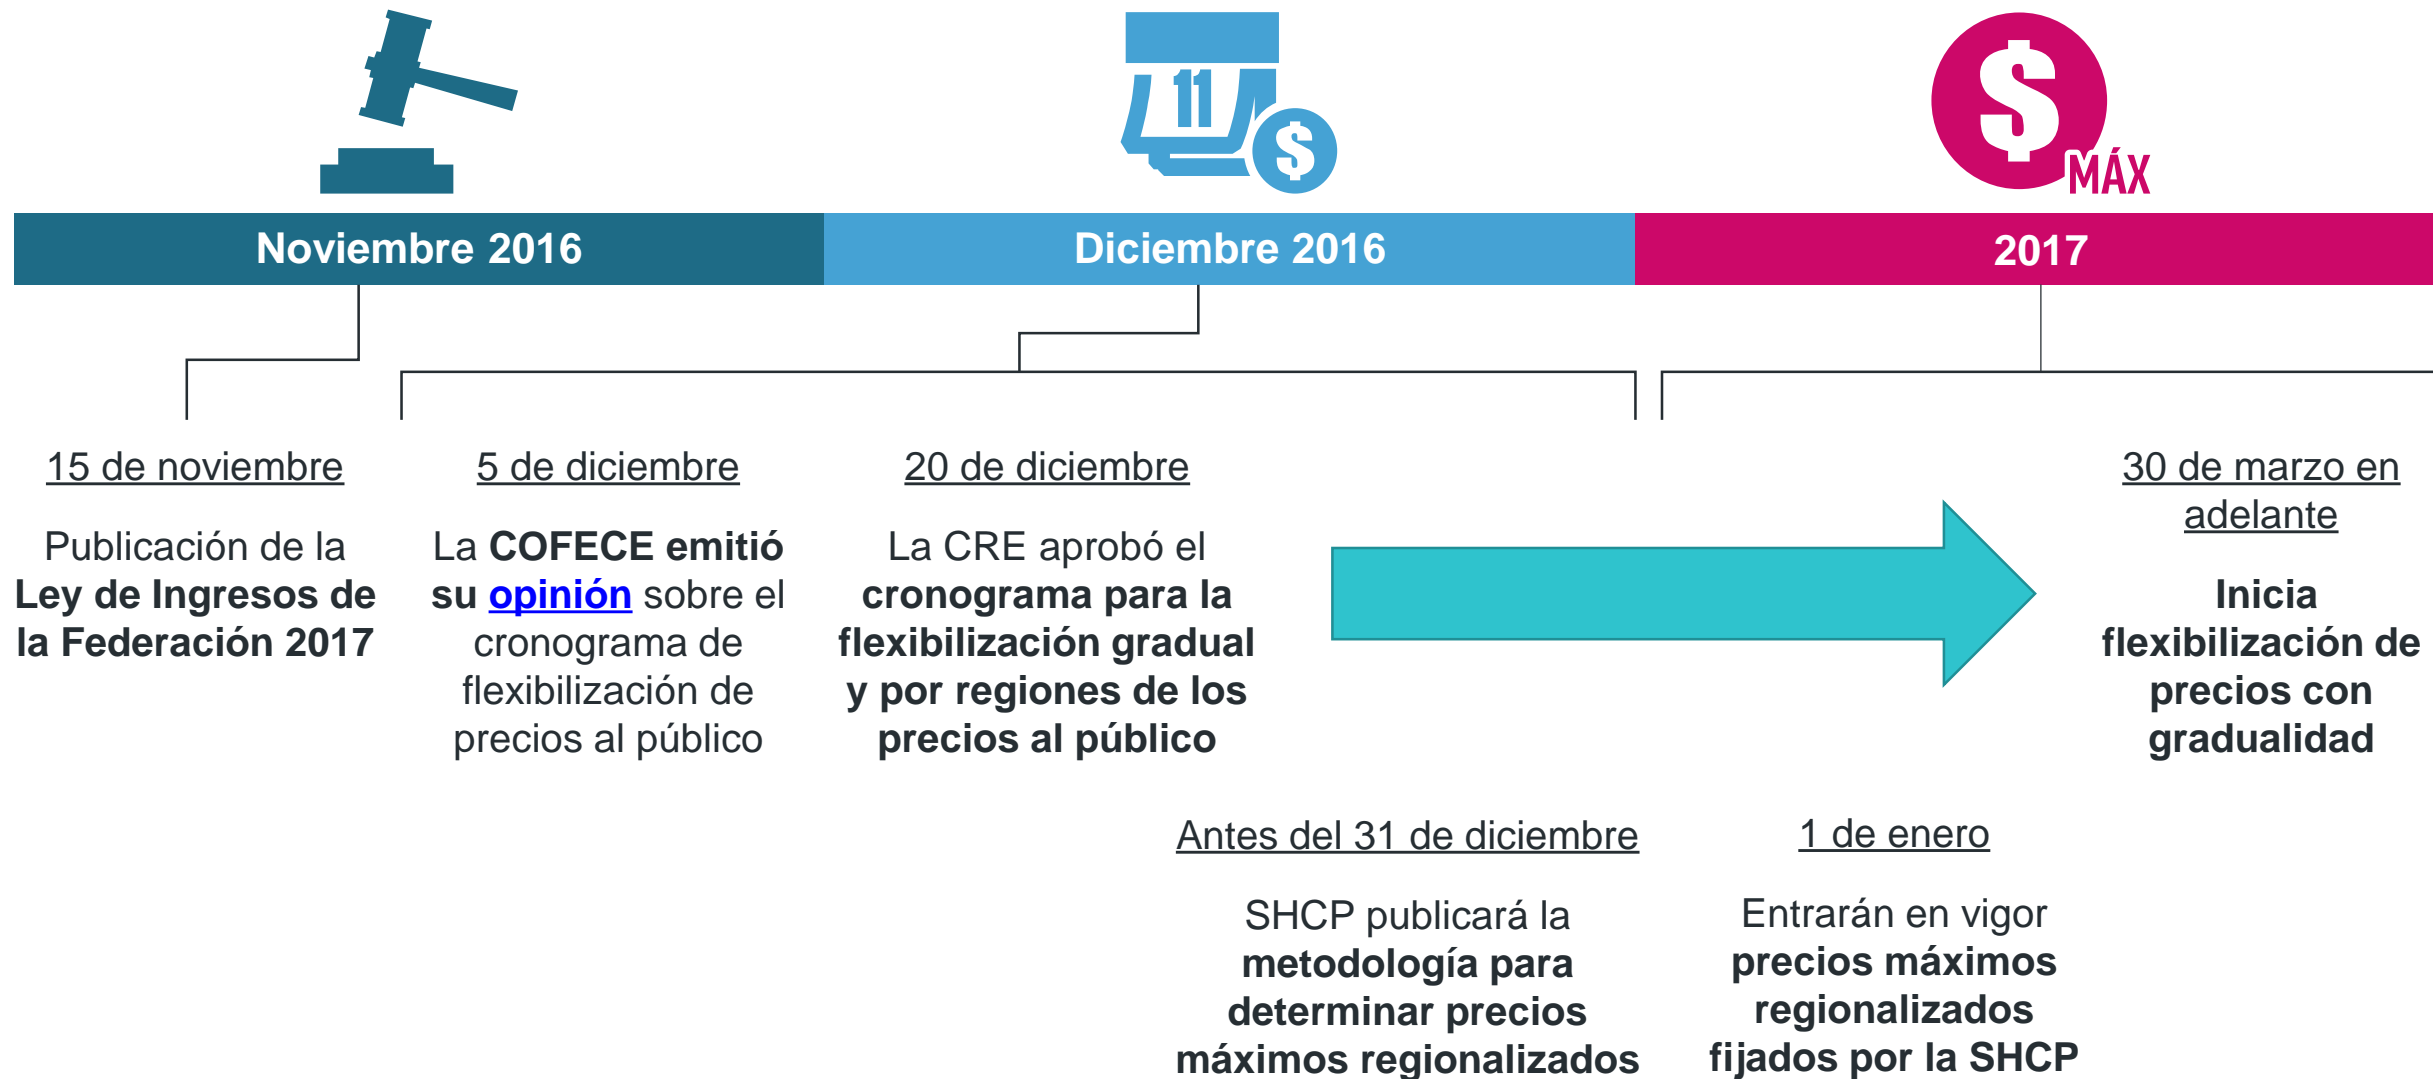 11
$
$
MÁX
Noviembre 2016
Diciembre 2016
2017
15 de noviembre
Publicación de la
Ley de Ingresos de
la Federación 2017
5 de diciembre
La COFECE emitió
su opinión sobre el
cronograma de
flexibilización de
precios al público
20 de diciembre
La CRE aprobó el
cronograma para la
flexibilización gradual
y por regiones de los
precios al público
30 de marzo en
adelante
Inicia
flexibilización de
precios con
gradualidad
Antes del 31 de diciembre
SHCP publicará la
metodología para
determinar precios
máximos regionalizados
1 de enero
Entrarán en vigor
precios máximos
regionalizados
fijados por la SHCP